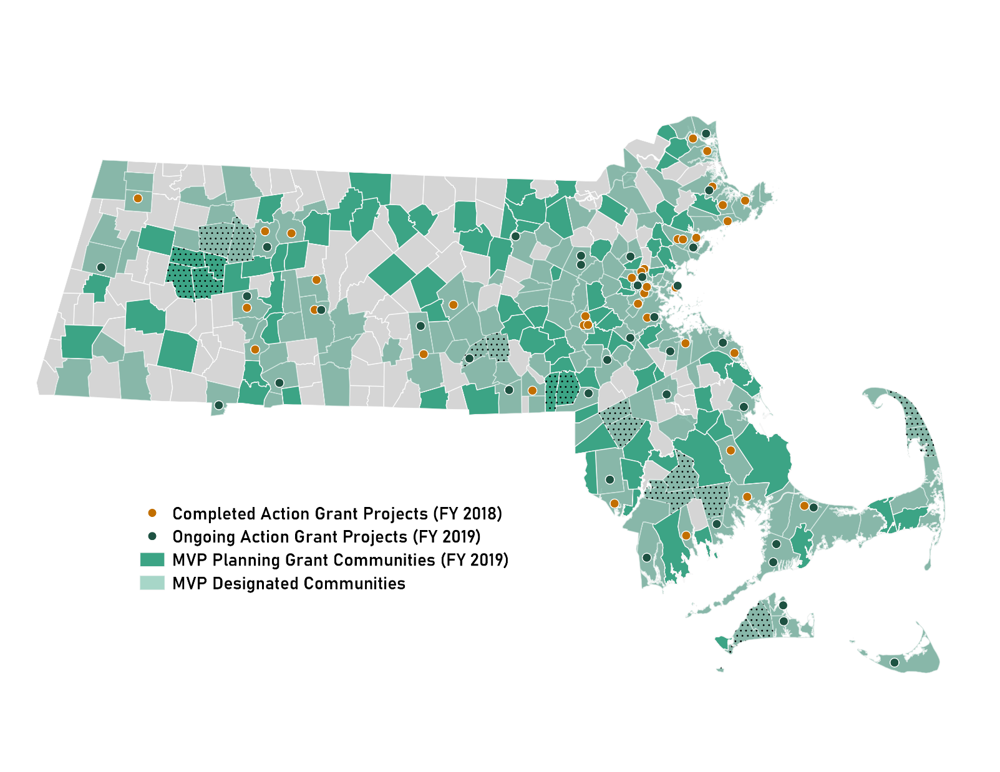 Completed Action Grant Projects (FY 2018)
Ongoing Action Grant Projects (FY 2019)
MVP Planning Grant Communities (FY 2019)
MVP Designated Communities